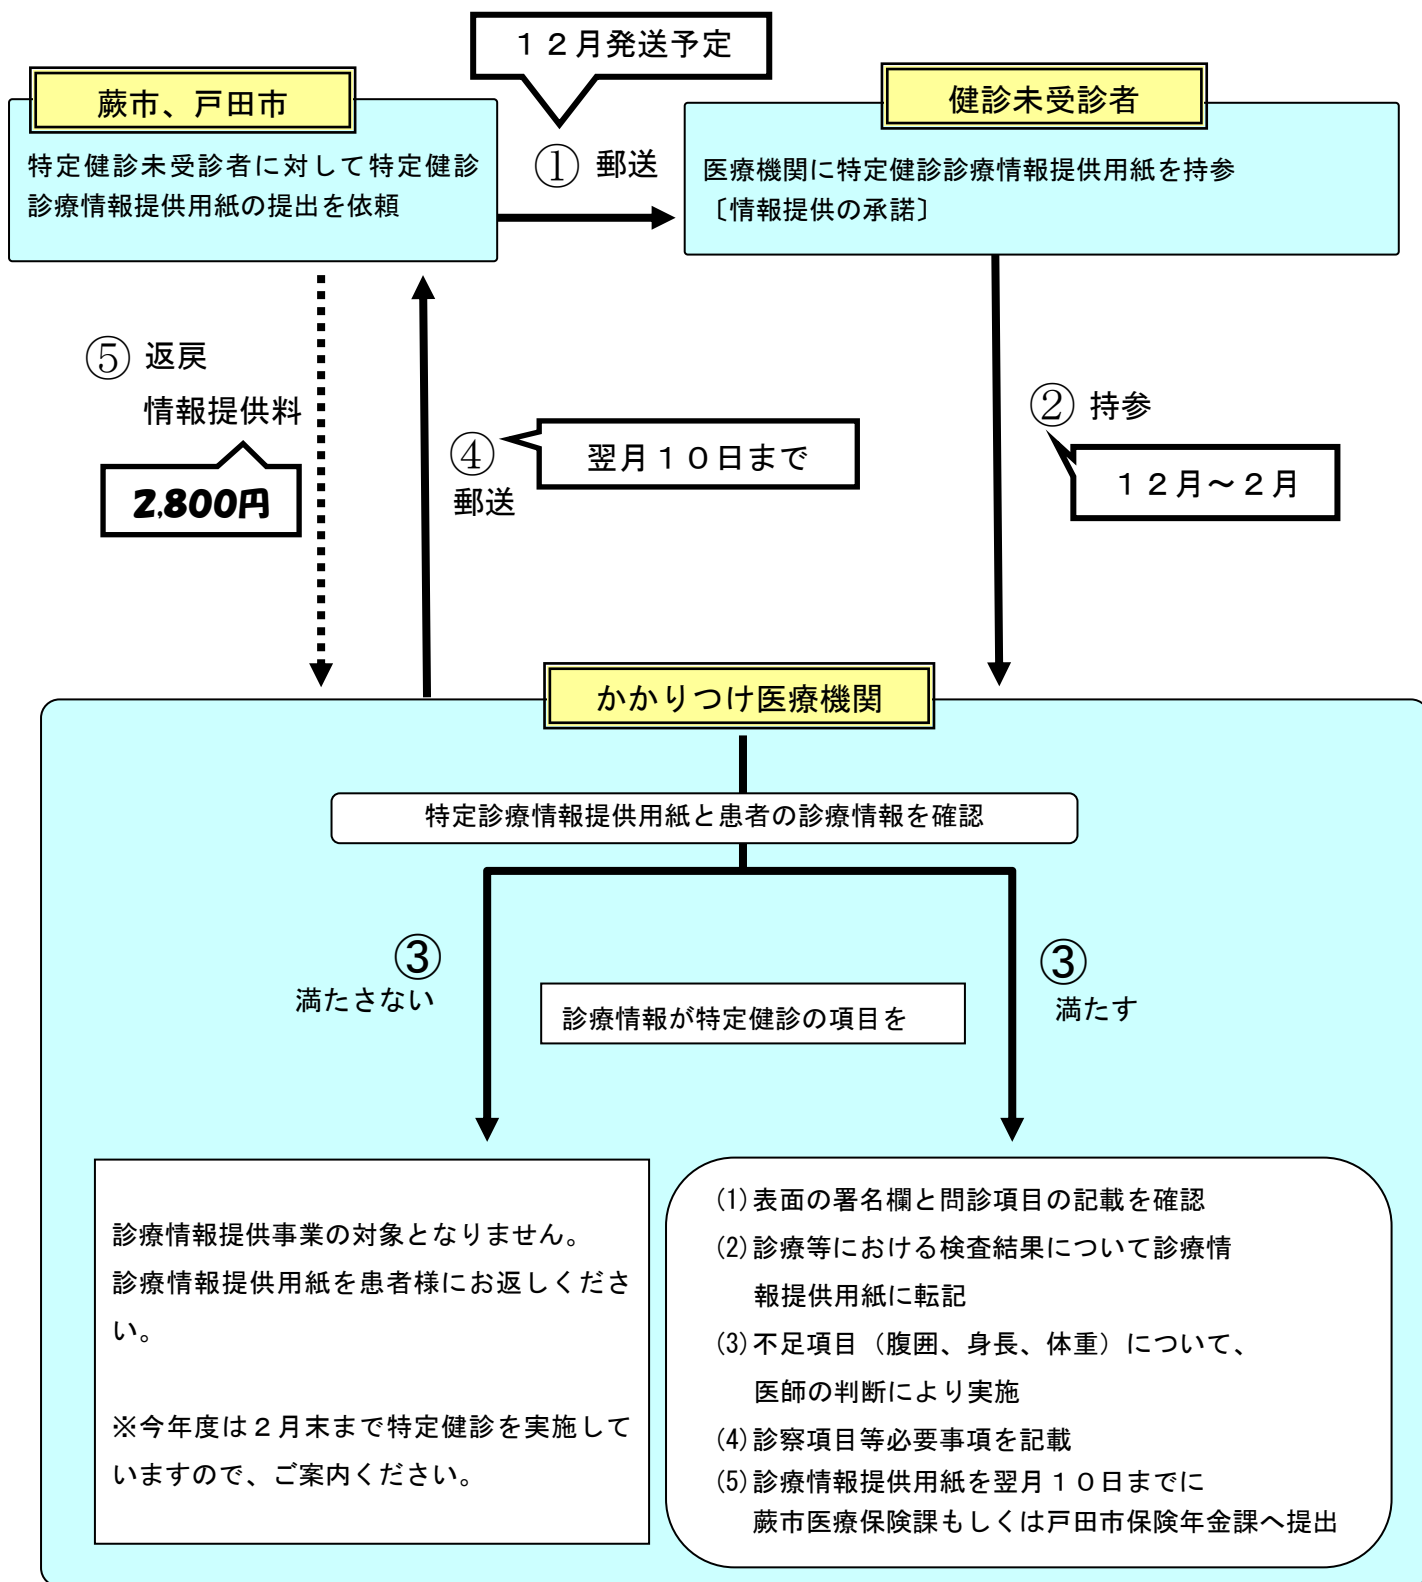 １２月発送予定
蕨市、戸田市
健診未受診者
特定健診未受診者に対して特定健診
診療情報提供用紙の提出を依頼
① 郵送
医療機関に特定健診診療情報提供用紙を持参
〔情報提供の承諾〕
⑤ 返戻
情報提供料
2,800円
④
郵送
翌月１０日まで
② 持参
１２月～２月
かかりつけ医療機関
特定診療情報提供用紙と患者の診療情報を確認
③
満たさない
診療情報が特定健診の項目を
③
満たす
診療情報提供事業の対象となりません。
診療情報提供用紙を患者様にお返しくださ
い。
※今年度は２月末まで特定健診を実施して
いますので、ご案内ください。
(1)表面の署名欄と問診項目の記載を確認
(2)診療等における検査結果について診療情
報提供用紙に転記
(3)不足項目（腹囲、身長、体重）について、
医師の判断により実施
(4)診察項目等必要事項を記載
(5)診療情報提供用紙を翌月１０日までに
蕨市医療保険課もしくは戸田市保険年金課へ提出